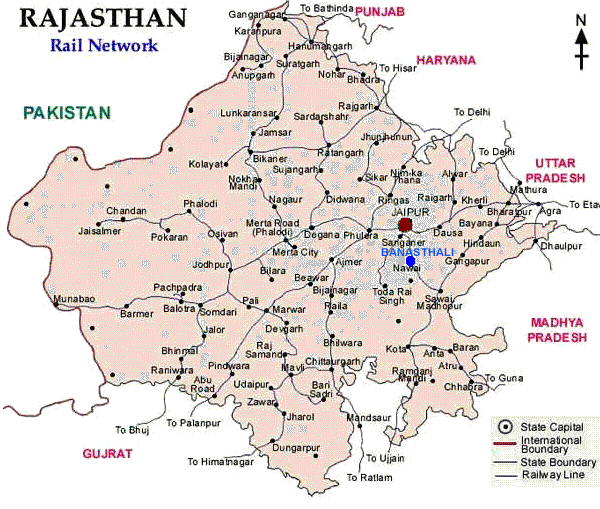 RAJASTHAN
Rail Network
PUNJAB
HARYANA
PAKISTAN
UTTAR
PRADESH
MADHYA
PRADESH
GUJRAT
N
To Bathinda
Ganganagar
Karanpura
Hanumangarh
Bijainagar
Suratgarh
Anupgarh
Nohar
Bhadra
To Hisar
Rajgarh
To Delhi
Lunkaransar
Sardarshahr
Jamsar
Jhunjhunun
To Delhi
Kolayat
Bikaner
Ratangarh
Sujangarh
Nokha
Mandi
Sikar
Nim-ka
Thana
Alwar
Mathura
Nagaur
Didwana
Ringas
Raigarh
Kherli
Bharatpur
Agra
To Etaw
Chandan
Phalodi
JAIPUR
Jaisalmer
Pokaran
Osivan
Merta Road
(Phalodi)
Degana
Phulera
Sanganer
Dausa
Bayana
Merta City
BANASTHALI
Hindaun
Dhaulpur
Jodhpur
Bilara
Ajmer
Nawai
Gangapur
Beawar
Munabao
Pachpadra
Bijainagar
Toda Rai
Singh
Sawai
Madhopur
Barmer
Balotra
Somdari
Pali
Marwar
Raila
Jalor
Devgarh
Bhilwara
Kota
Baran
Anta
Bhinmal
Raj
Samand
Raniwara
Pindwara
Mavli
Chittaurgarh
Ramdanj
Mandi
Atru
Abu
Road
Udaipur
Bari
Sadri
Chhabra
To Guna
Zawar
Jharol
Mandsaur
To Bhuj
To Palanpur
Dungarpur
To Himatnagar
To Ujjain
To Ratlam
State Capital
International
Boundary
State Boundary
Railway Line